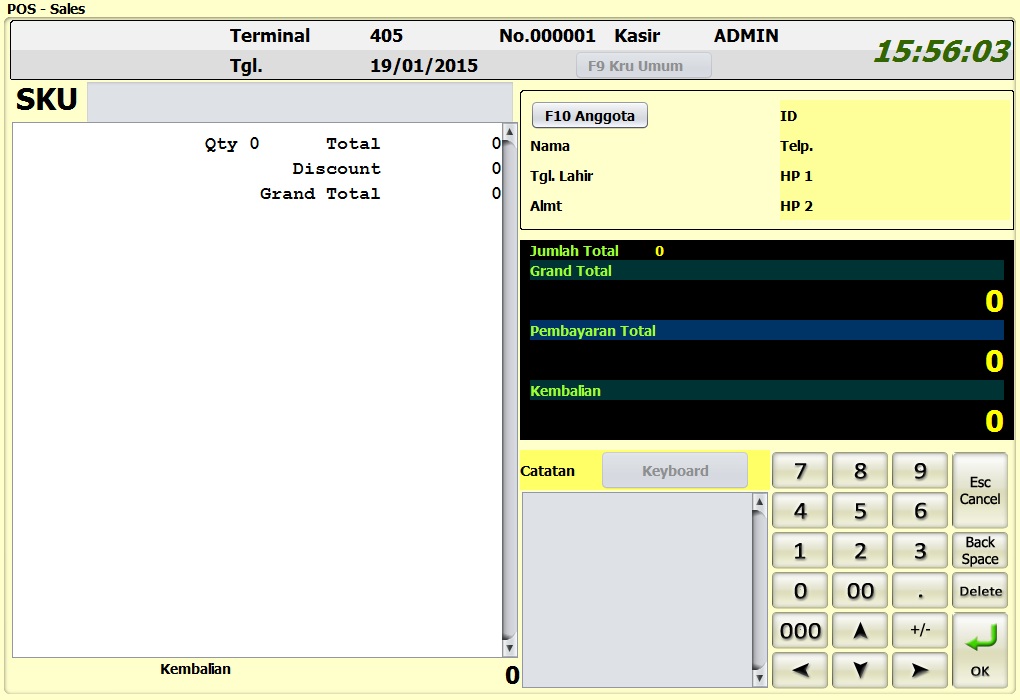 POS - Sales
Terminal 405 No.000001 Kasir ADMIN
15:56:03
Tgl. 19/01/2015 F9 Kru Umum
SKU
Qty 0 Total 0
Discount 0
Grand Total 0
Kembalian 0
F10 Anggota ID
Nama Telp.
Tgl. Lahir HP 1
Almt HP 2
Jumlah Total 0
Grand Total
0
Pembayaran Total
0
Kembalian
0
Catatan Keyboard
7 8 9 Esc Cancel
4 5 6
1 2 3 Back Space
0 00 . Delete
000 +/-
OK